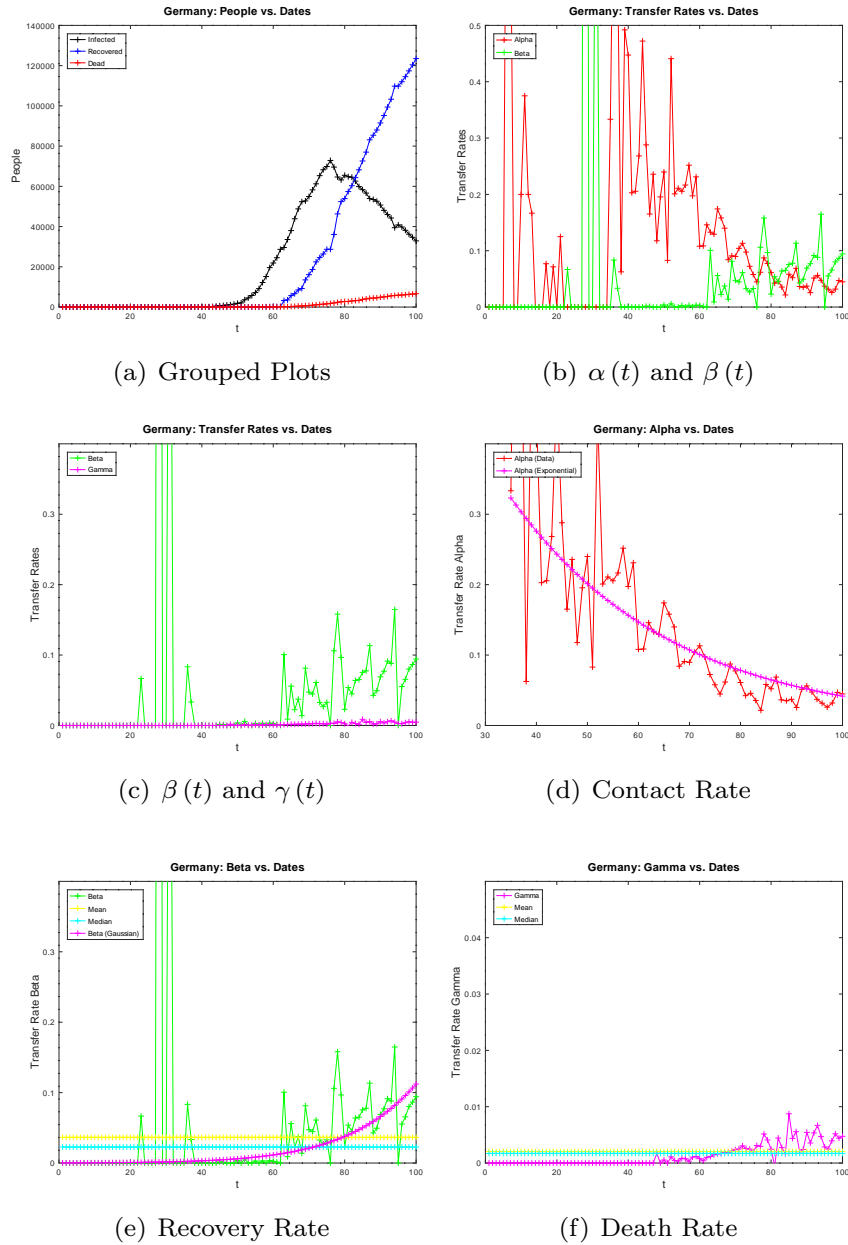 Germany: People vs. Dates
140000
120000
100000
80000
60000
40000
20000
0
People
Infected
Recovered
Dead
0 20 40 60 80 100
t
(a) Grouped Plots
Germany: Transfer Rates vs. Dates
0.5
0.4
0.3
0.2
0.1
0
Transfer Rates
Alpha
Beta
0 20 40 60 80 100
t
(b) α (t) and β (t)
Germany: Transfer Rates vs. Dates
0.3
0.2
0.1
0
Transfer Rates
Beta
Gamma
0 20 40 60 80 100
t
(c) β (t) and γ (t)
Germany: Alpha vs. Dates
0.3
0.2
0.1
0
Transfer Rate Alpha
Alpha (Data)
Alpha (Exponential)
30 40 50 60 70 80 90 100
t
(d) Contact Rate
Germany: Beta vs. Dates
0.3
0.2
0.1
0
Transfer Rate Beta
Beta
Mean
Median
Beta (Gaussian)
0 20 40 60 80 100
t
(e) Recovery Rate
Germany: Gamma vs. Dates
0.04
0.03
0.02
0.01
0.005
0
Transfer Rate Gamma
Gamma
Mean
Median
0 20 40 60 80 100
t
(f) Death Rate